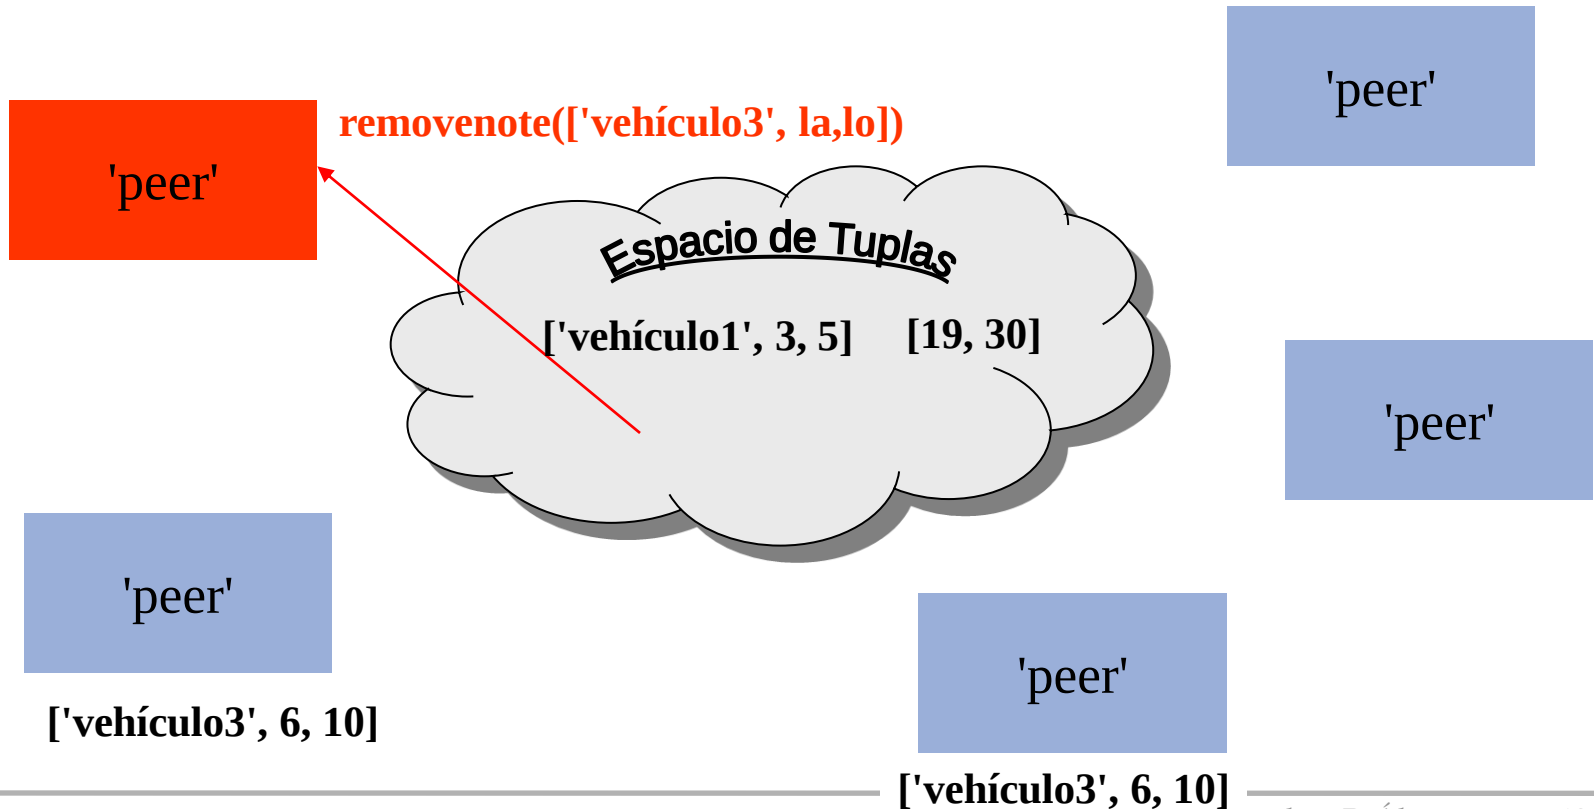 'peer'
removenote(['vehículo3', la,lo])
'peer'
Espacio de Tuplas
['vehículo1', 3, 5] [19, 30]
'peer'
'peer'
'peer'
['vehículo3', 6, 10]
['vehículo3', 6, 10]